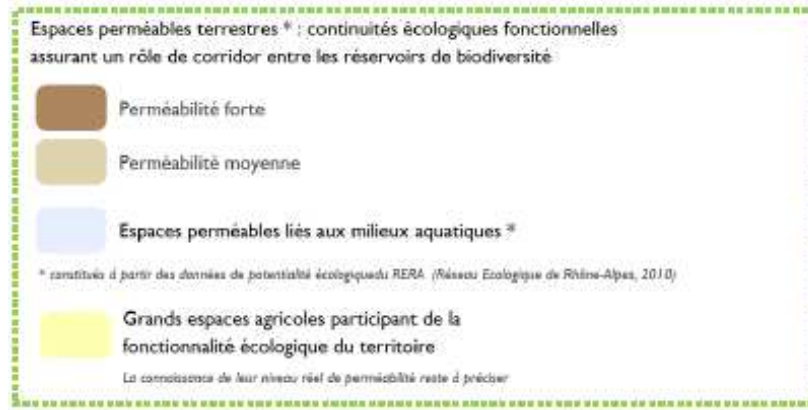 Espaces perméables terrestres * : continuités écologiques fonctionnelles
assurant un rôle de corridor entre les réservoirs de biodiversité
Perméabilité forte
Perméabilité moyenne
Espaces perméables liés aux milieux aquatiques *
* constitués à partir des données de potentialité écologiquedu RERA (Réseau Ecologique de Rhône-Alpes, 2010)
Grands espaces agricoles participant de la
fonctionnalité écologique du territoire
La connaissance de leur niveau réel de perméabilité reste à préciser